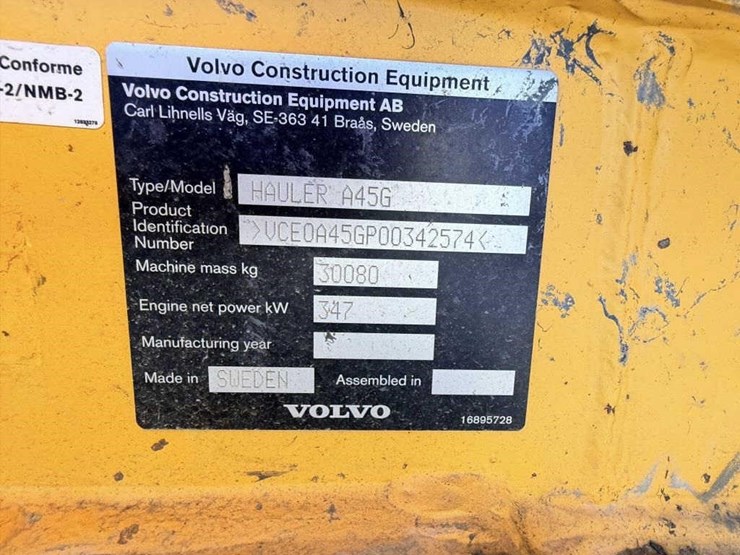 Conforme
-2/NMB-2
Volvo Construction Equipment
Volvo Construction Equipment AB
Carl Lihnells Väg, SE-363 41 Braås, Sweden
Type/Model HAULER A45G
Product
Identification
Number >VCE0A45GP00342574<
Machine mass kg 30080
Engine net power kW 347
Manufacturing year
Made in SWEDEN Assembled in
VOLVO
16895728